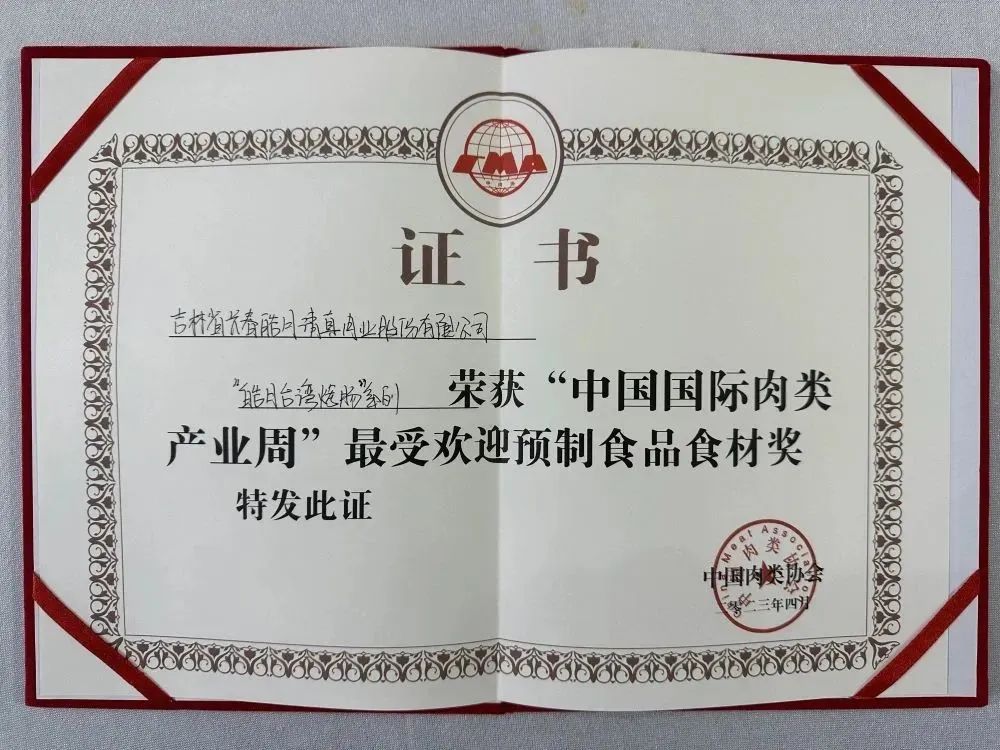 CMA
证书
吉林省长春皓月清真肉业股份有限公司
“皓月台湾烧肠”系列 荣获“中国国际肉类
产业周”最受欢迎预制食品食材奖
特发此证
中国肉类协会
二零二三年四月